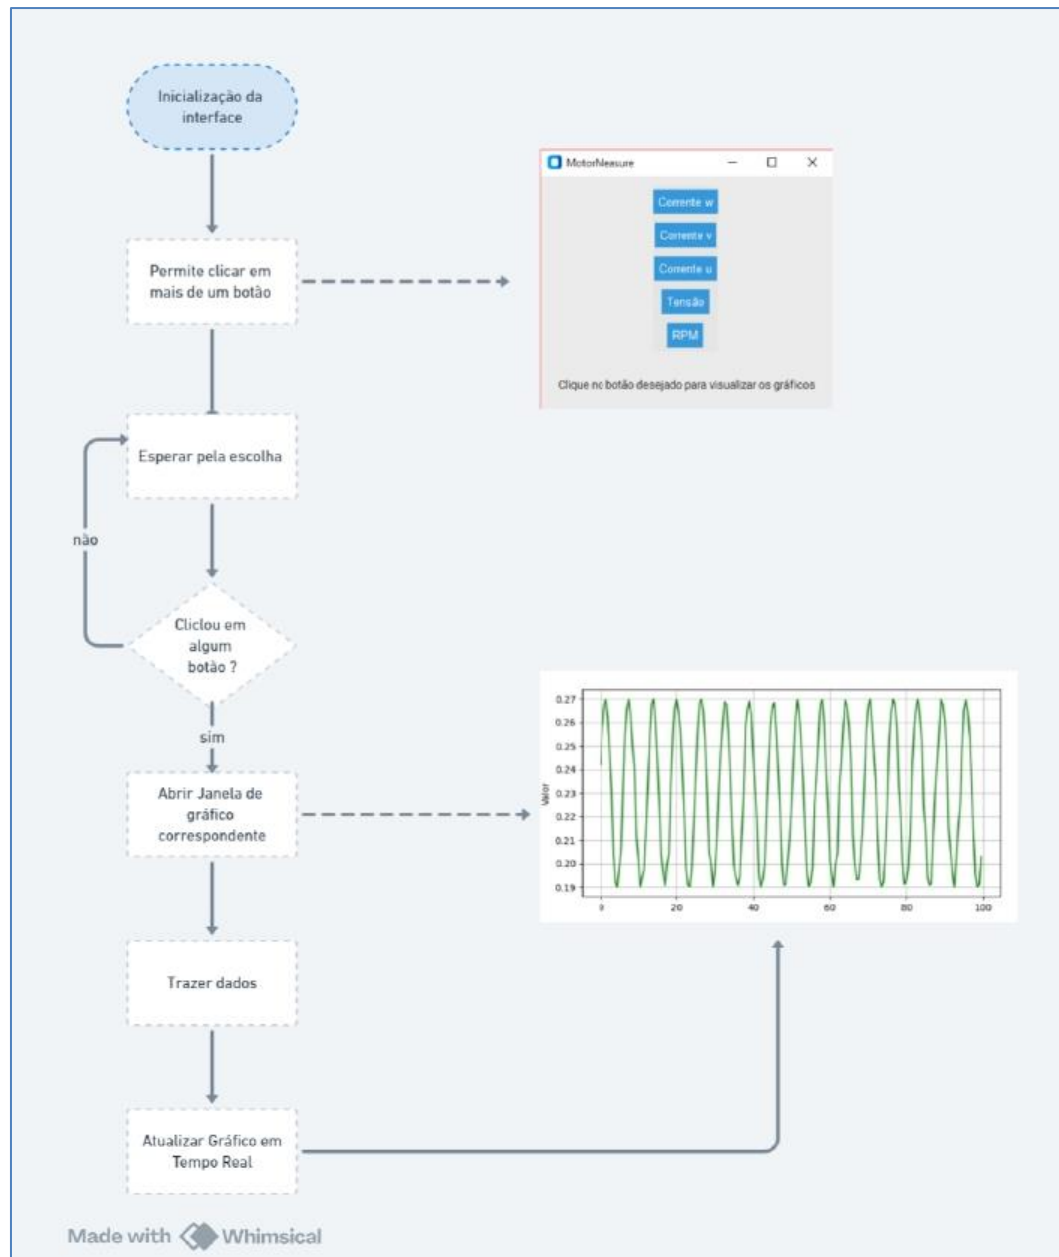 Inicialização da
interface
Permite clicar em
mais de um botão
MotorNeasure
Corrente w
Corrente v
Corrente u
Tensão
RPM
Clique no botão desejado para visualizar os gráficos
Esperar pela escolha
não
Cliclou em
algum
botão ?
sim
Abrir Janela de
gráfico
correspondente
Valor
0.27
0.26
0.25
0.24
0.23
0.22
0.21
0.20
0.19
0 20 40 60 80 100
Trazer dados
Atualizar Gráfico em
Tempo Real
Made with Whimsical